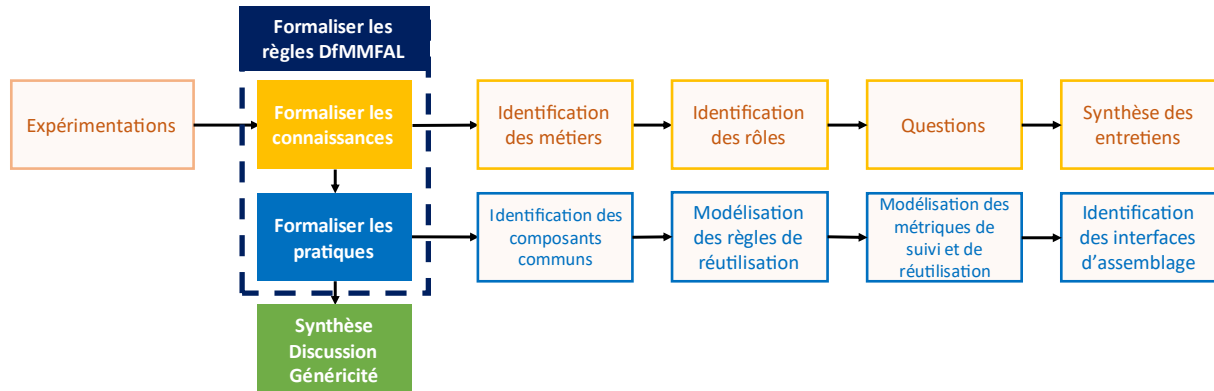 Formaliser les
règles DfMMFAL
Expérimentations
Formaliser les
connaissances
Identification
des métiers
Identification
des rôles
Questions
Synthèse des
entretiens
Formaliser les
pratiques
Identification des
composants
communs
Modélisation
des règles de
réutilisation
Modélisation des
métriques de
suivi et de
réutilisation
Identification
des interfaces
d’assemblage
Synthèse
Discussion
Généricité